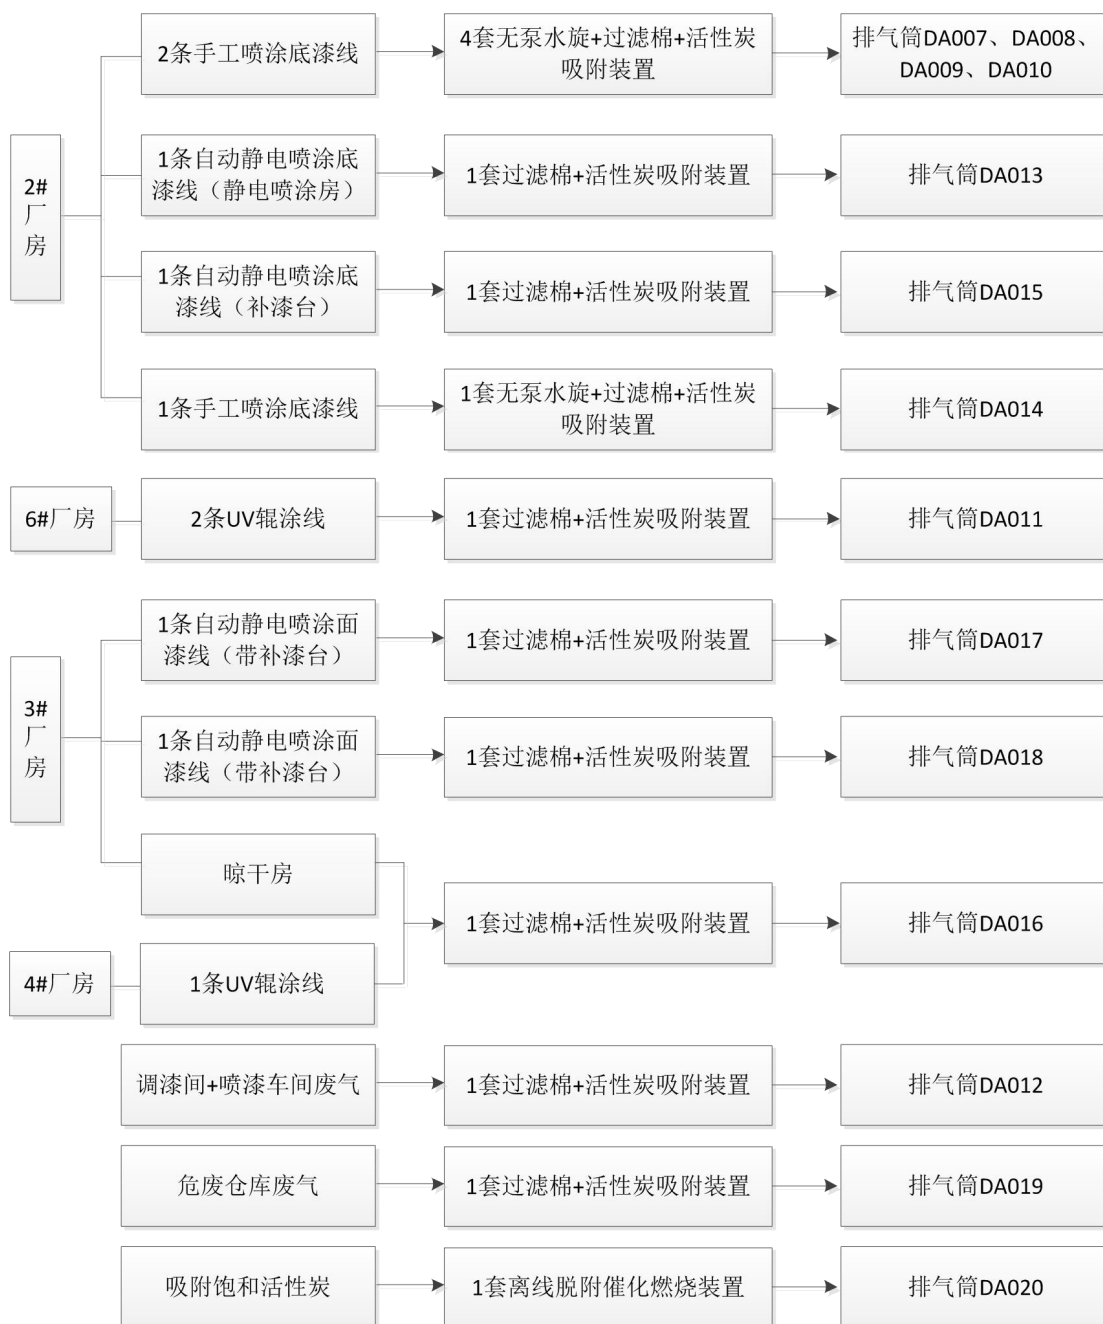 2条手工喷涂底漆线
4套无泵水旋+过滤棉+活性炭
吸附装置
排气筒DA007、DA008、
DA009、DA010
2#
厂
房
1条自动静电喷涂底
漆线（静电喷涂房）
1套过滤棉+活性炭吸附装置
排气筒DA013
1条自动静电喷涂底
漆线（补漆台）
1套过滤棉+活性炭吸附装置
排气筒DA015
1条手工喷涂底漆线
1套无泵水旋+过滤棉+活性炭
吸附装置
排气筒DA014
6#厂房
2条UV辊涂线
1套过滤棉+活性炭吸附装置
排气筒DA011
3#
厂
房
1条自动静电喷涂面
漆线（带补漆台）
1套过滤棉+活性炭吸附装置
排气筒DA017
1条自动静电喷涂面
漆线（带补漆台）
1套过滤棉+活性炭吸附装置
排气筒DA018
晾干房
4#厂房
1条UV辊涂线
1套过滤棉+活性炭吸附装置
排气筒DA016
调漆间+喷漆车间废气
1套过滤棉+活性炭吸附装置
排气筒DA012
危废仓库废气
1套过滤棉+活性炭吸附装置
排气筒DA019
吸附饱和活性炭
1套离线脱附催化燃烧装置
排气筒DA020